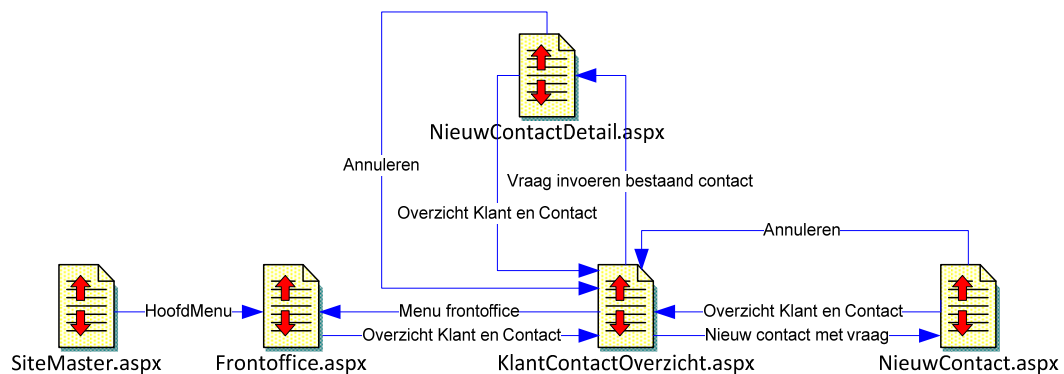 NieuwContactDetail.aspx
Annuleren
Vraag invoeren bestaand contact
Overzicht Klant en Contact
Annuleren
HoofdMenu
Menu frontoffice
Overzicht Klant en Contact
Overzicht Klant en Contact
Nieuw contact met vraag
SiteMaster.aspx
Frontoffice.aspx
KlantContactOverzicht.aspx
NieuwContact.aspx